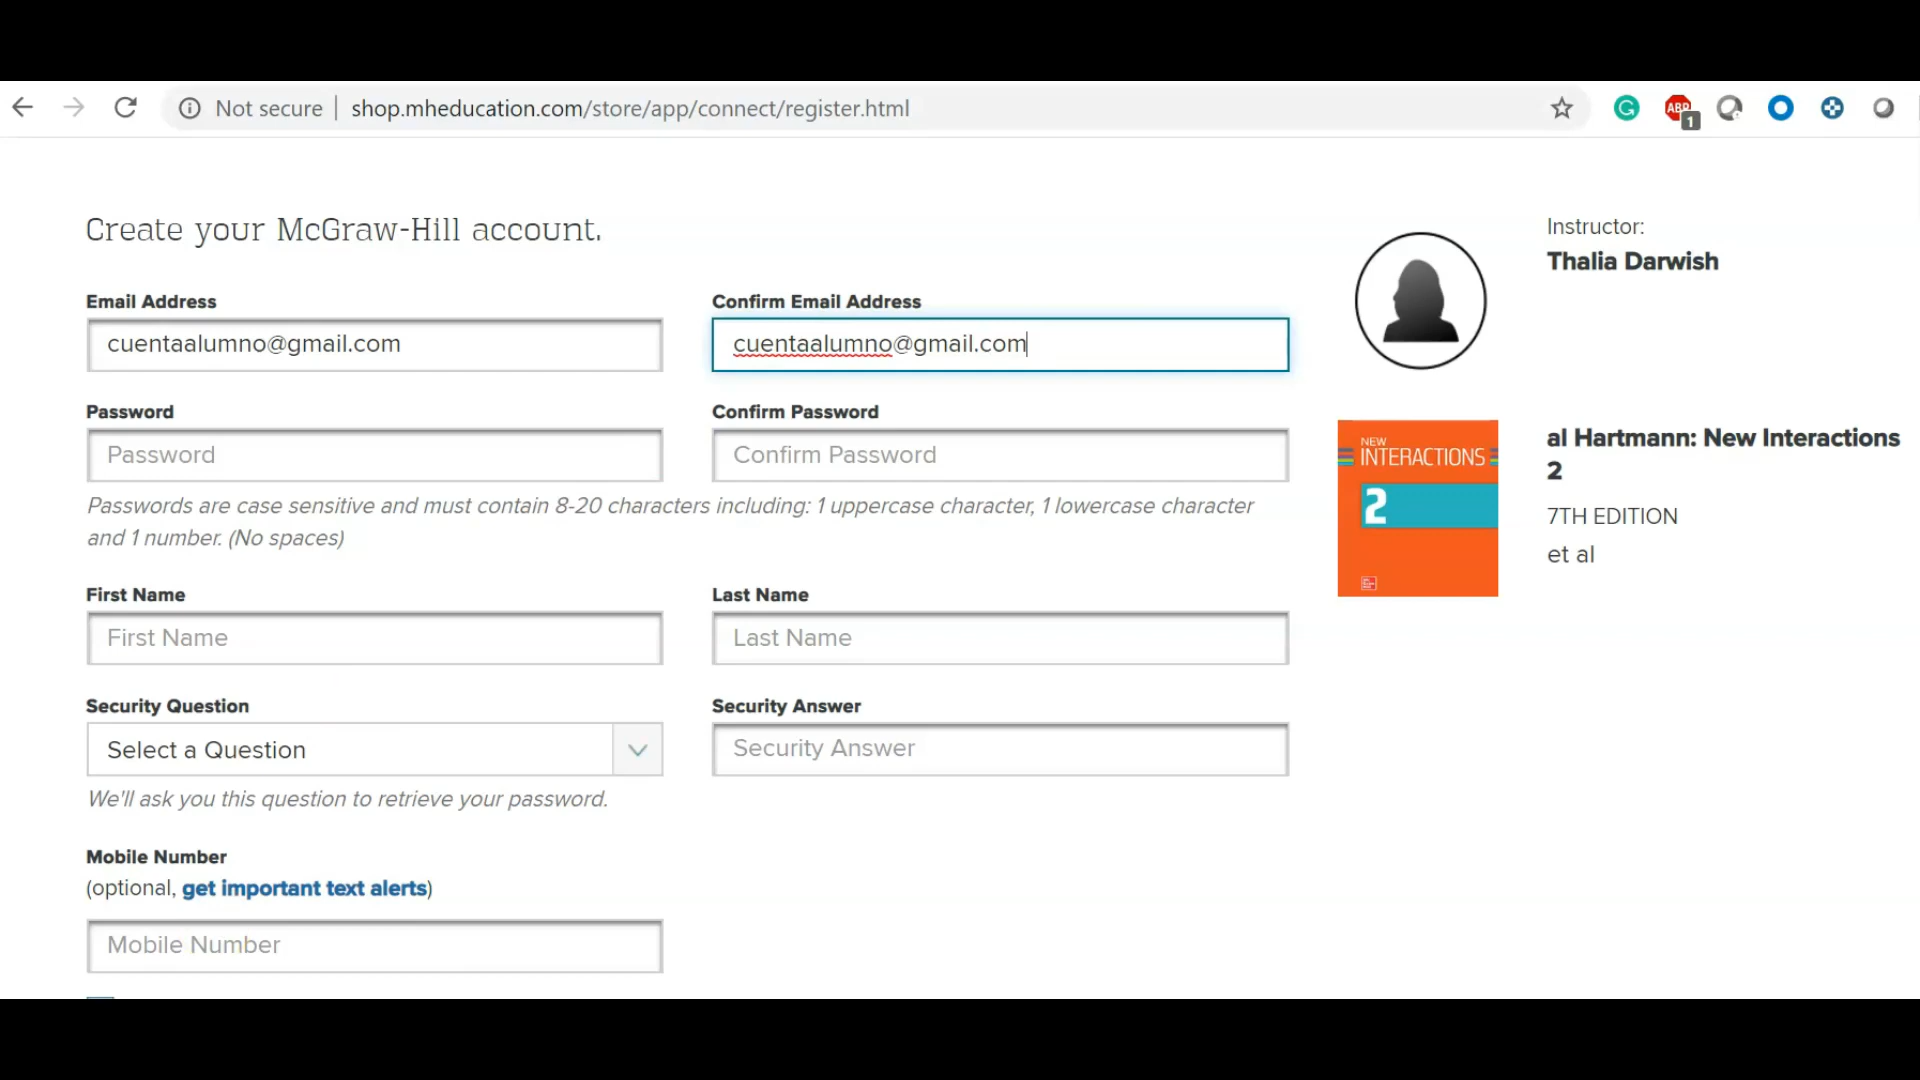 Not secure | shop.mheducation.com/store/app/connect/register.html
ABP
1
Create your McGraw-Hill account.
Email Address
Confirm Email Address
cuentaalumno@gmail.com
cuentaalumno@gmail.com
Password
Confirm Password
Password
Confirm Password
Passwords are case sensitive and must contain 8-20 characters including: 1 uppercase character, 1 lowercase character
and 1 number. (No spaces)
First Name
Last Name
First Name
Last Name
Security Question
Security Answer
Select a Question
Security Answer
We'll ask you this question to retrieve your password.
Mobile Number
(optional, get important text alerts)
Mobile Number
Instructor:
Thalia Darwish
NEW
INTERACTIONS
2
al Hartmann: New Interactions
2
7TH EDITION
et al